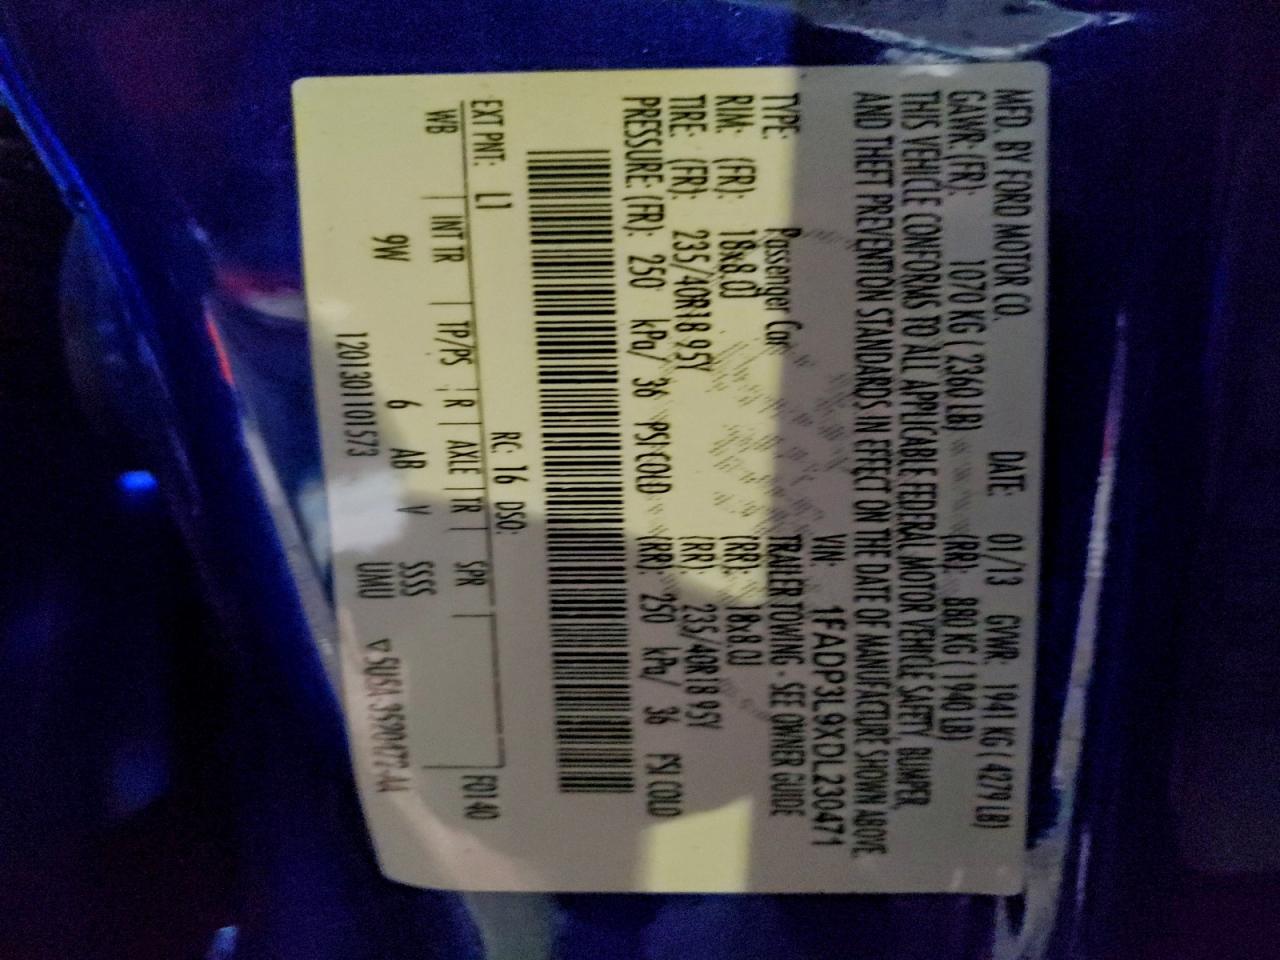 MFD. BY FORD MOTOR CO. DATE: 01/13 GVWR: 1941 KG ( 4279 LB)
GAWR: (FR): 1070 KG ( 2360 LB) (RR): 880 KG ( 1940 LB)
THIS VEHICLE CONFORMS TO ALL APPLICABLE FEDERAL MOTOR VEHICLE SAFETY, BUMPER,
AND THEFT PREVENTION STANDARDS IN EFFECT ON THE DATE OF MANUFACTURE SHOWN ABOVE.
VIN: 1FADP3L9XDL230471
TYPE: Passenger Car TRAILER TOWING - SEE OWNER GUIDE
RIM: (FR): 18x8.0J (RR): 18x8.0J
TIRE: (FR): 235/40R18 95Y (RR): 235/40R18 95Y
PRESSURE: (FR): 250 kPa/ 36 PSI COLD (RR): 250 kPa/ 36 PSI COLD
EXT PNT: L1 RC: 16 DSO: F0140
WB INT TR TP/PS R AXLE TR SPR
9W 6 AB V SSSS
1201301101573 UMU